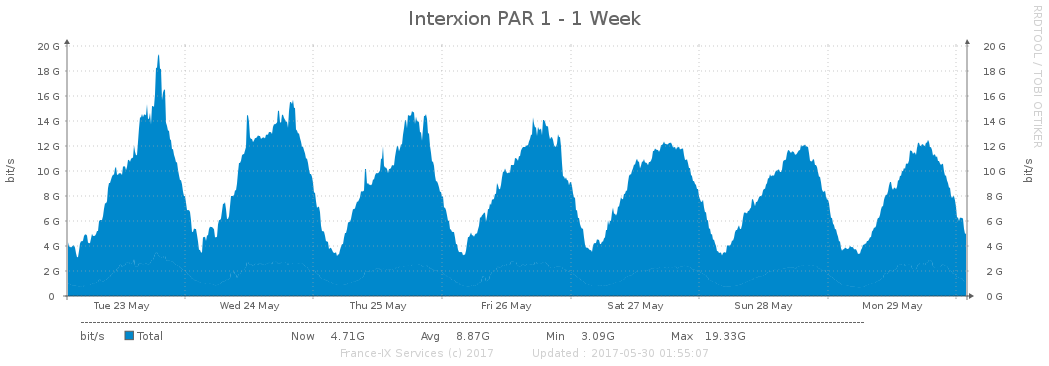 Interxion PAR 1 - 1 Week
RRDTOOL / TOBI OETIKER
bit/s
20 G 20 G
18 G 18 G
16 G 16 G
14 G 14 G
12 G 12 G
10 G 10 G
8 G 8 G
6 G 6 G
4 G 4 G
2 G 2 G
0 0 G
bit/s
Tue 23 May Wed 24 May Thu 25 May Fri 26 May Sat 27 May Sun 28 May Mon 29 May
bit/s Total Now 4.71G Avg 8.87G Min 3.09G Max 19.33G
France-IX Services (c) 2017 Updated : 2017-05-30 01:55:07